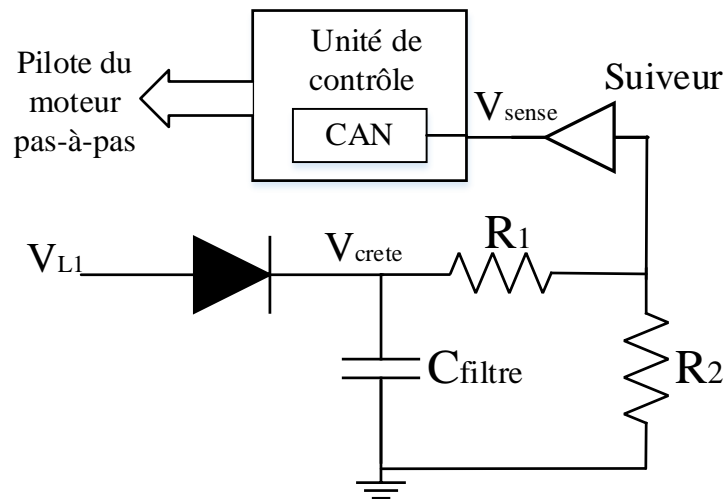 Pilote du
moteur
pas-à-pas
Unité de
contrôle
CAN
Vsense
Suiveur
VL1
Vcrete
R1
Cfiltre
R2